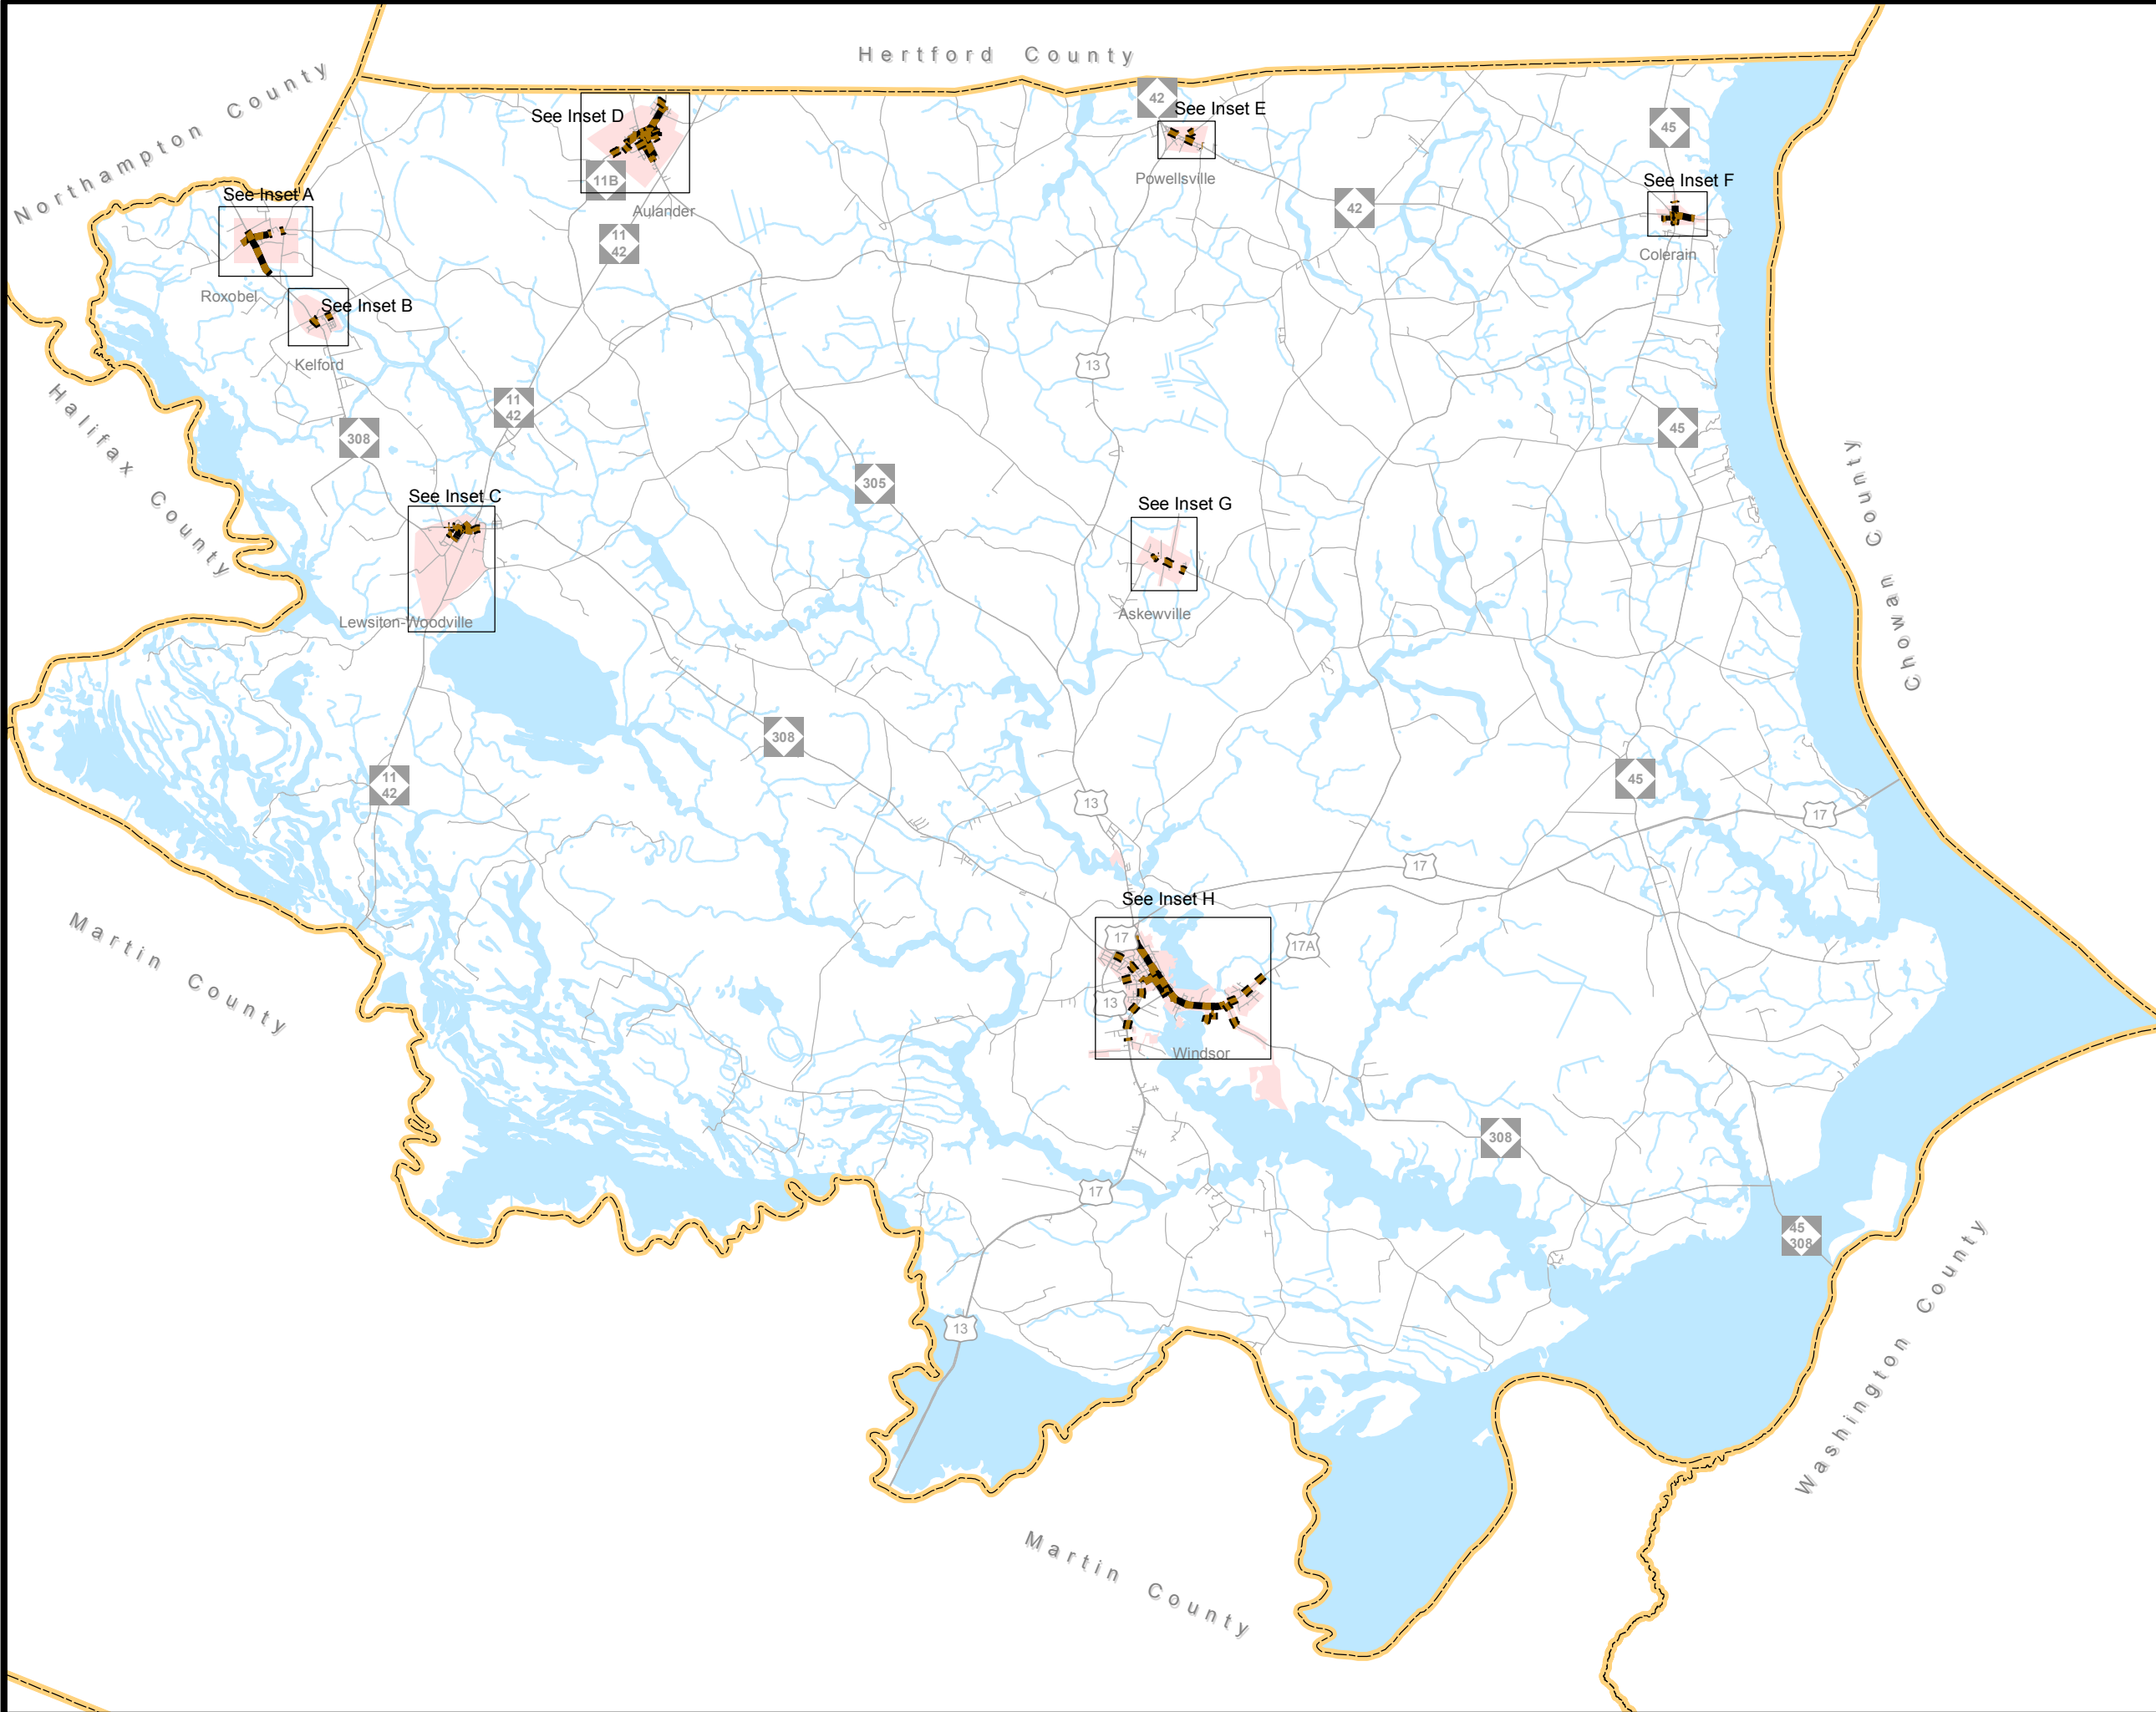 Hertford County
Northampton County
42
See Inset E
See Inset D
45
11B
Powellsville
See Inset F
See Inset A
Aulander
42
11
42
Colerain
Roxobel
See Inset B
Kelford
13
11
42
308
45
Halifax County
305
See Inset C
See Inset G
Chowan County
Askewville
Lewsiton-Woodville
308
11
42
45
13
17
17
See Inset H
17
17A
13
Martin County
Windsor
308
17
45
308
13
Washington County
Martin County